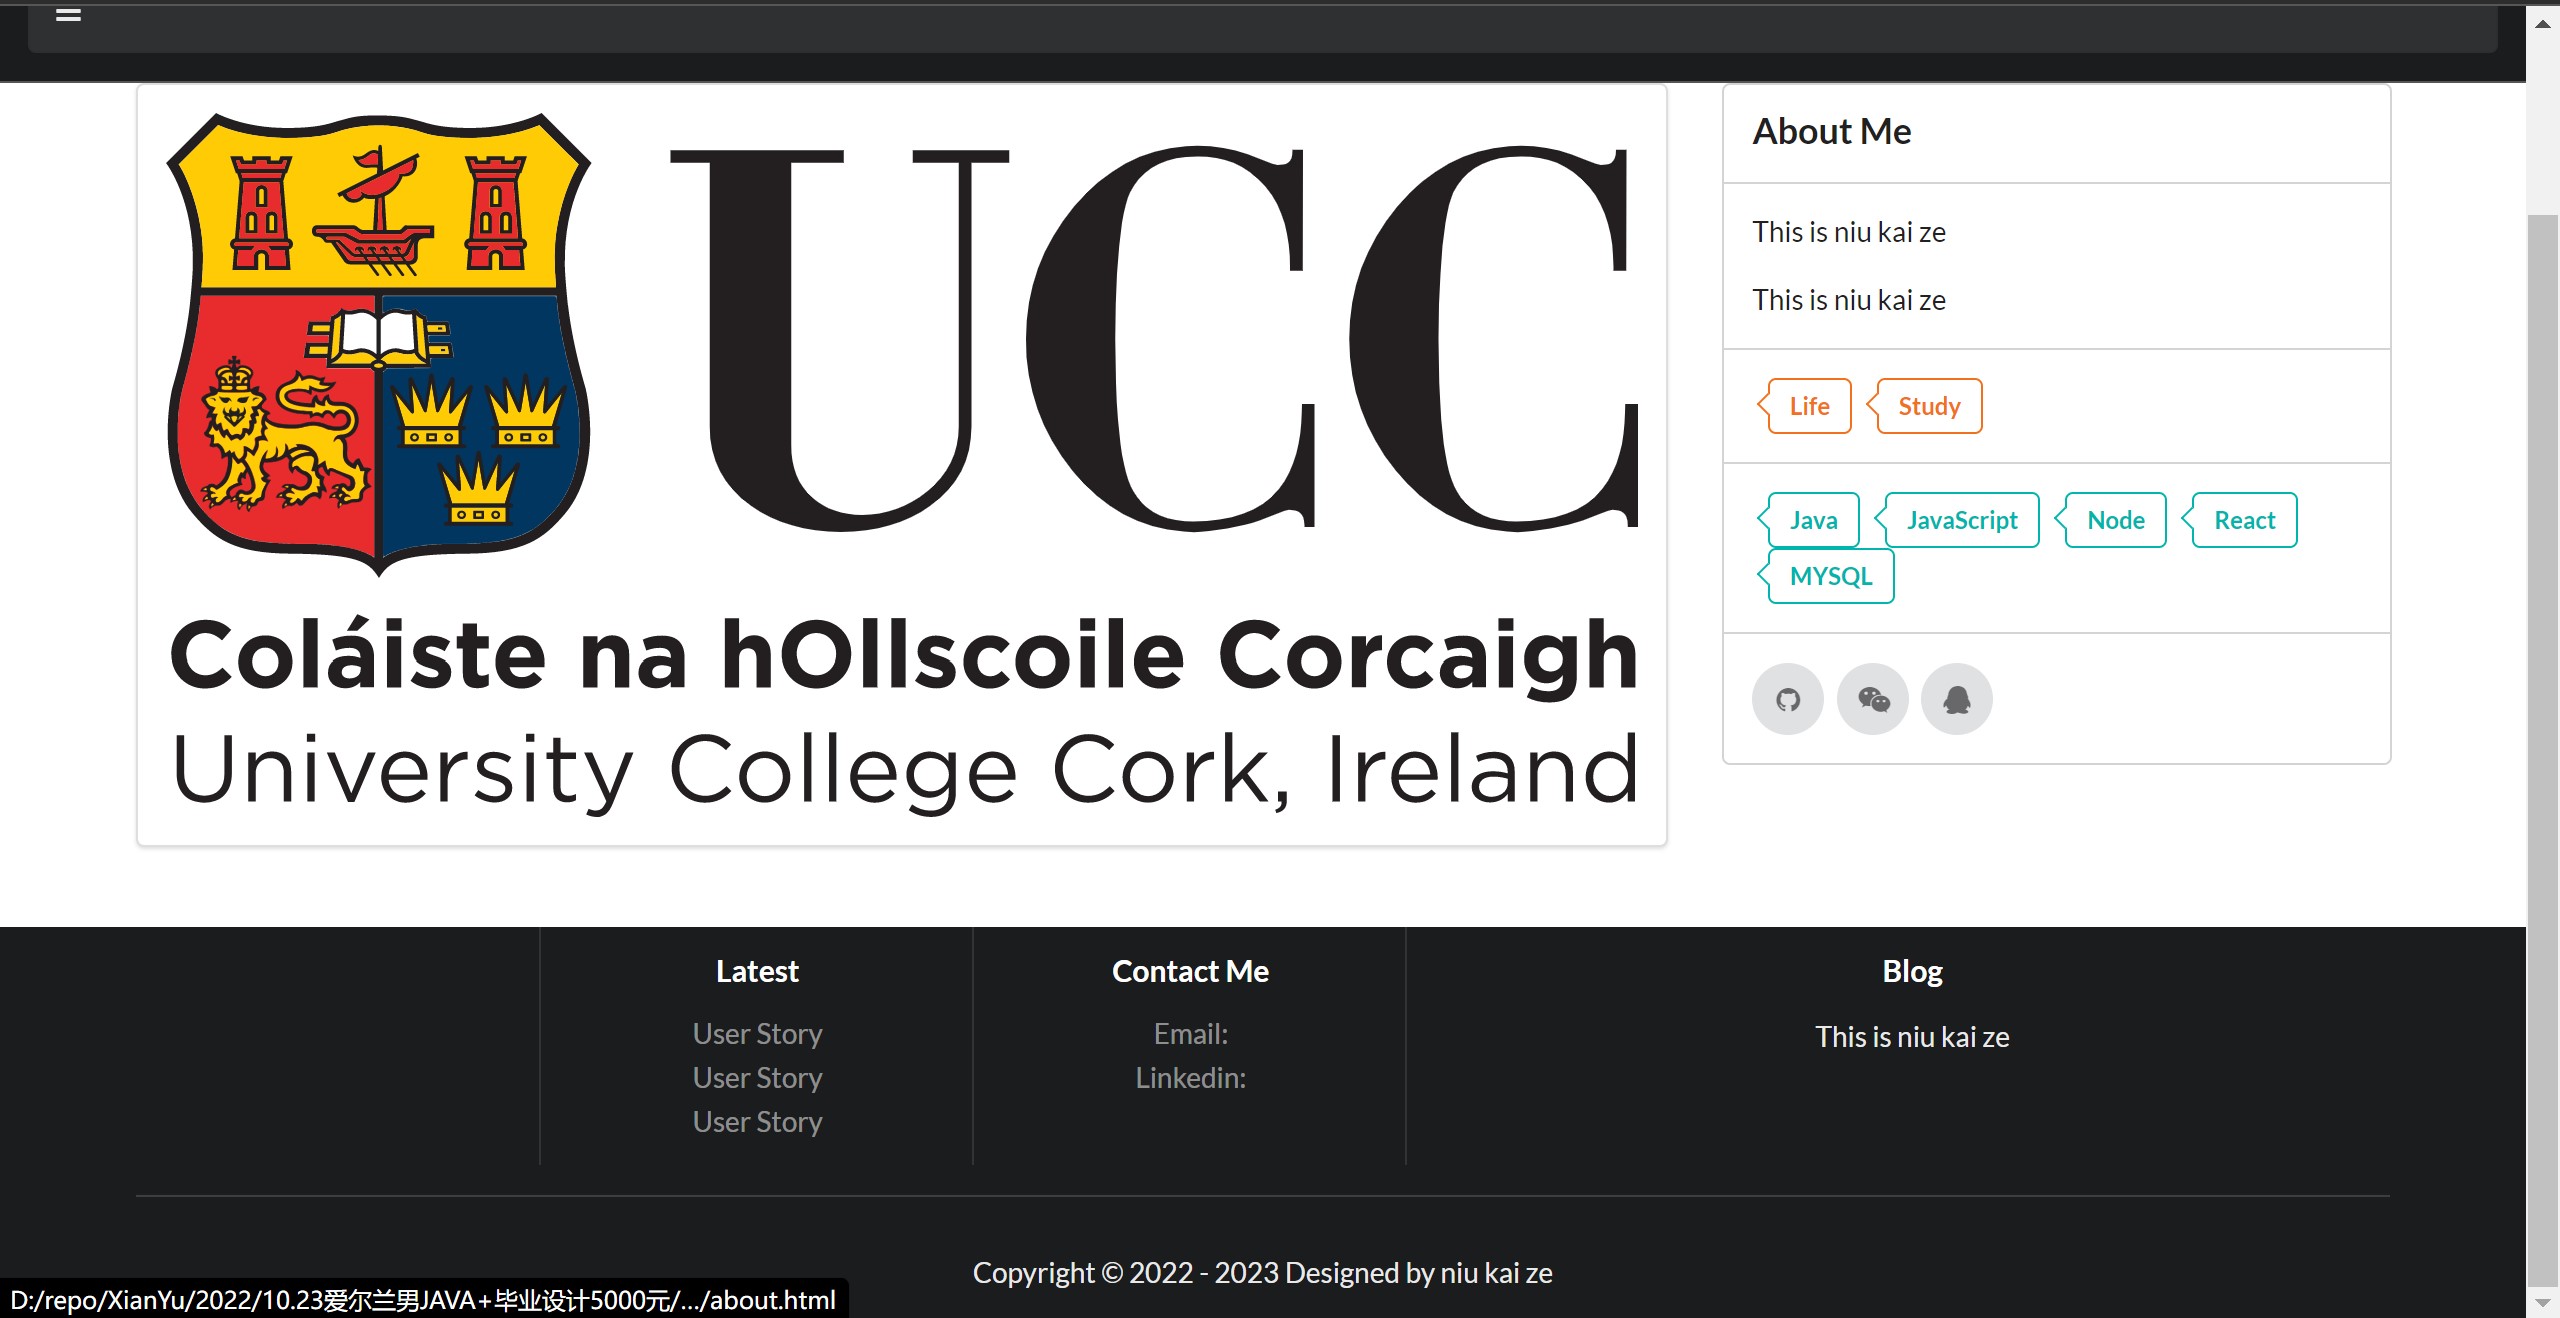 UCC
Coláiste na hOllscoile Corcaigh
University College Cork, Ireland
About Me
This is niu kai ze
This is niu kai ze
Life
Study
Java
JavaScript
Node
React
MYSQL
Latest
User Story
User Story
User Story
Contact Me
Email:
Linkedin:
Blog
This is niu kai ze
Copyright © 2022 - 2023 Designed by niu kai ze
D:/repo/XianYu/2022/10.23爱尔兰男JAVA+毕业设计5000元/.../about.html